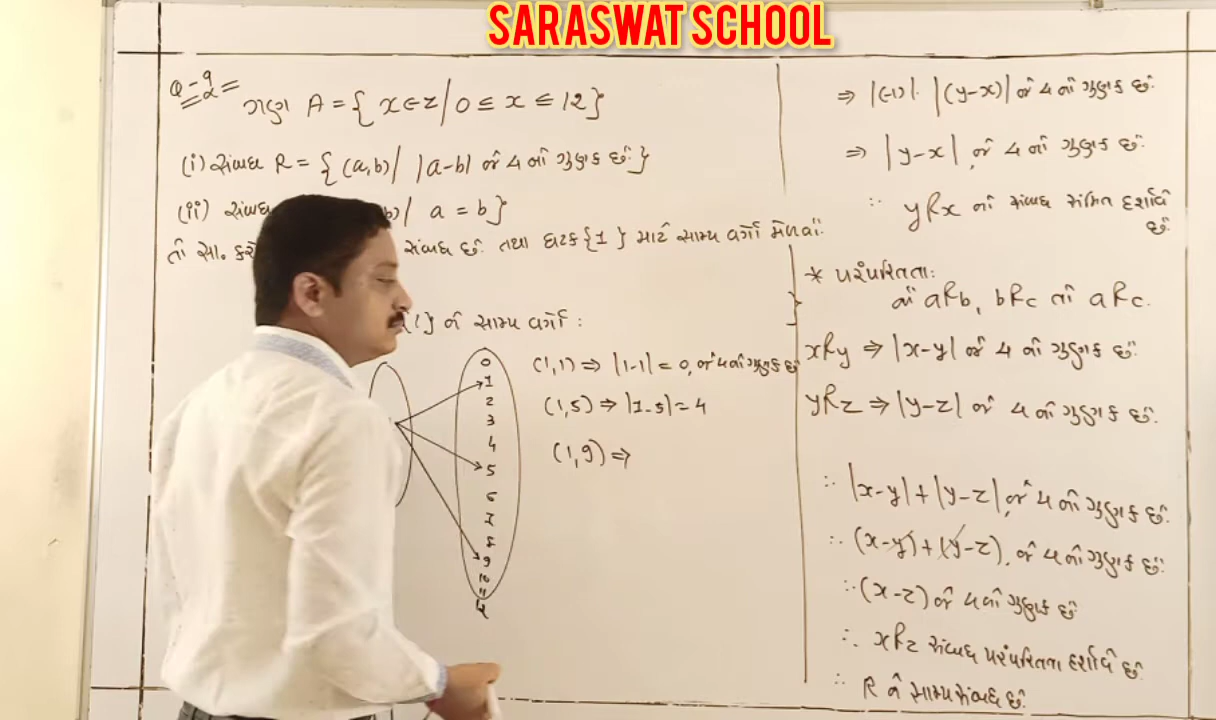 SARASWAT SCHOOL
Q-9
ગણ A = { x ∈ z / 0 ≤ x ≤ 12 }
(i) સંબંધ R = { (a,b) / |a-b| એ 4 નો ગુણક છે. }
(ii) સંબંધ b) / a = b }
તો સા. સંબંધ છે. તથા ઘટક {1} માટે સામ્ય વર્ગો મેળવો.
{1} ને સામ્ય વર્ગો :
0
1
2
3
4
5
6
7
8
9
10
11
12
(1,1) ⇒ |1-1| = 0, એ 4 નો ગુણક છે
(1,5) ⇒ |1-5| = 4
(1,9) ⇒
⇒ |(-1)| . |(y-x)| એ 4 નો ગુણક છે.
⇒ |y-x|, એ 4 નો ગુણક છે.
∴ yRx નો સંબંધ સંમિત દર્શાવે છે.
* પરંપરિતતા:
જો aRb, bRc તો aRc.
xRy ⇒ |x-y| એ 4 નો ગુણક છે.
yRz ⇒ |y-z| એ 4 નો ગુણક છે.
∴ |x-y| + |y-z|, એ 4 નો ગુણક છે.
∴ (x-y) + (y-z), એ 4 નો ગુણક છે.
∴ (x-z) એ 4 નો ગુણક છે
∴ xRz સંબંધ પરંપરિતતા દર્શાવે છે.
∴ R ને સામ્ય સંબંધ છે.